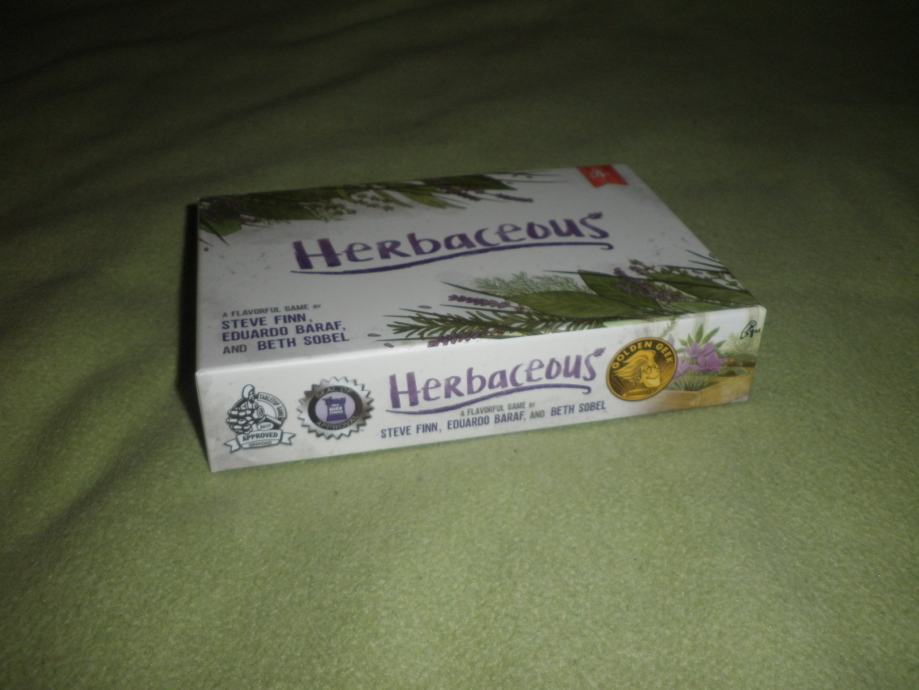 Herbaceous
A FLAVORFUL GAME BY
STEVE FINN,
EDUARDO BARAF,
AND BETH SOBEL
Herbaceous
A FLAVORFUL GAME BY
STEVE FINN, EDUARDO BARAF, AND BETH SOBEL
APPROVED
GOLDEN GEEK